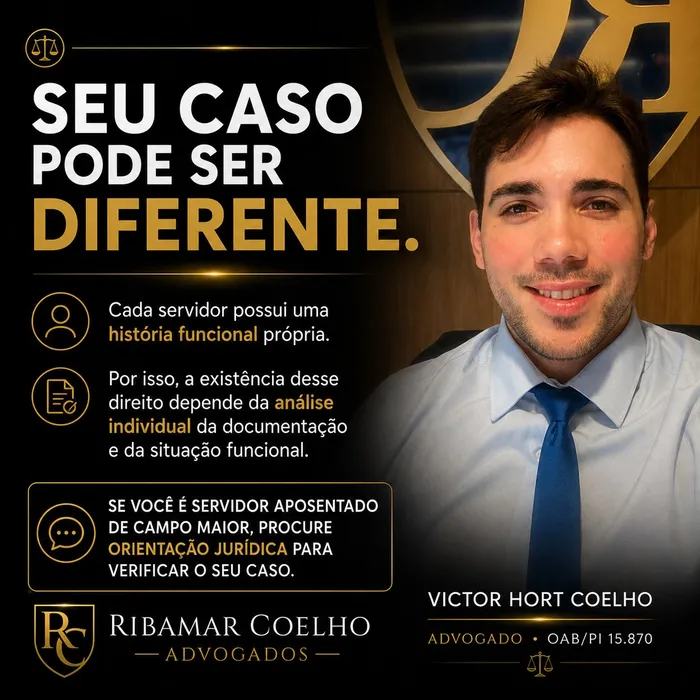 SEU CASO
PODE SER
DIFERENTE.
Cada servidor possui uma
história funcional própria.
Por isso, a existência desse
direito depende da análise
individual da documentação
e da situação funcional.
SE VOCÊ É SERVIDOR APOSENTADO
DE CAMPO MAIOR, PROCURE
ORIENTAÇÃO JURÍDICA PARA
VERIFICAR O SEU CASO.
RC
RIBAMAR COELHO
ADVOGADOS
VICTOR HORT COELHO
ADVOGADO • OAB/PI 15.870